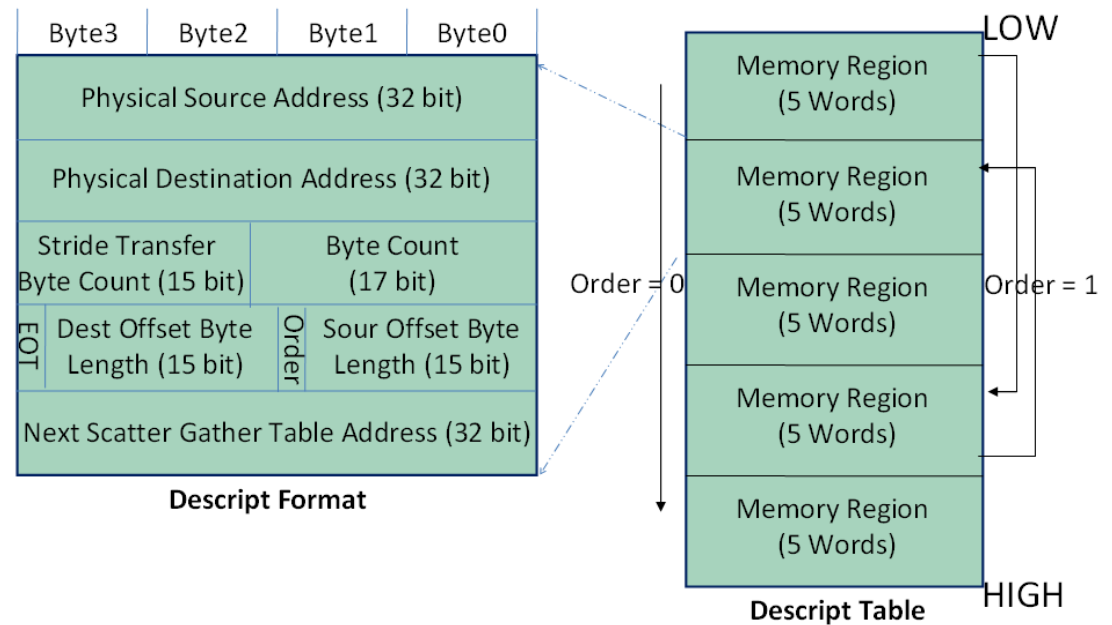 Byte3 Byte2 Byte1 Byte0
Physical Source Address (32 bit)
Physical Destination Address (32 bit)
Stride Transfer
Byte Count (15 bit)
Byte Count
(17 bit)
EOT
Dest Offset Byte
Length (15 bit)
Order
Sour Offset Byte
Length (15 bit)
Next Scatter Gather Table Address (32 bit)
Descript Format
LOW
Memory Region
(5 Words)
Memory Region
(5 Words)
Order = 0
Memory Region
(5 Words)
Order = 1
Memory Region
(5 Words)
Memory Region
(5 Words)
HIGH
Descript Table